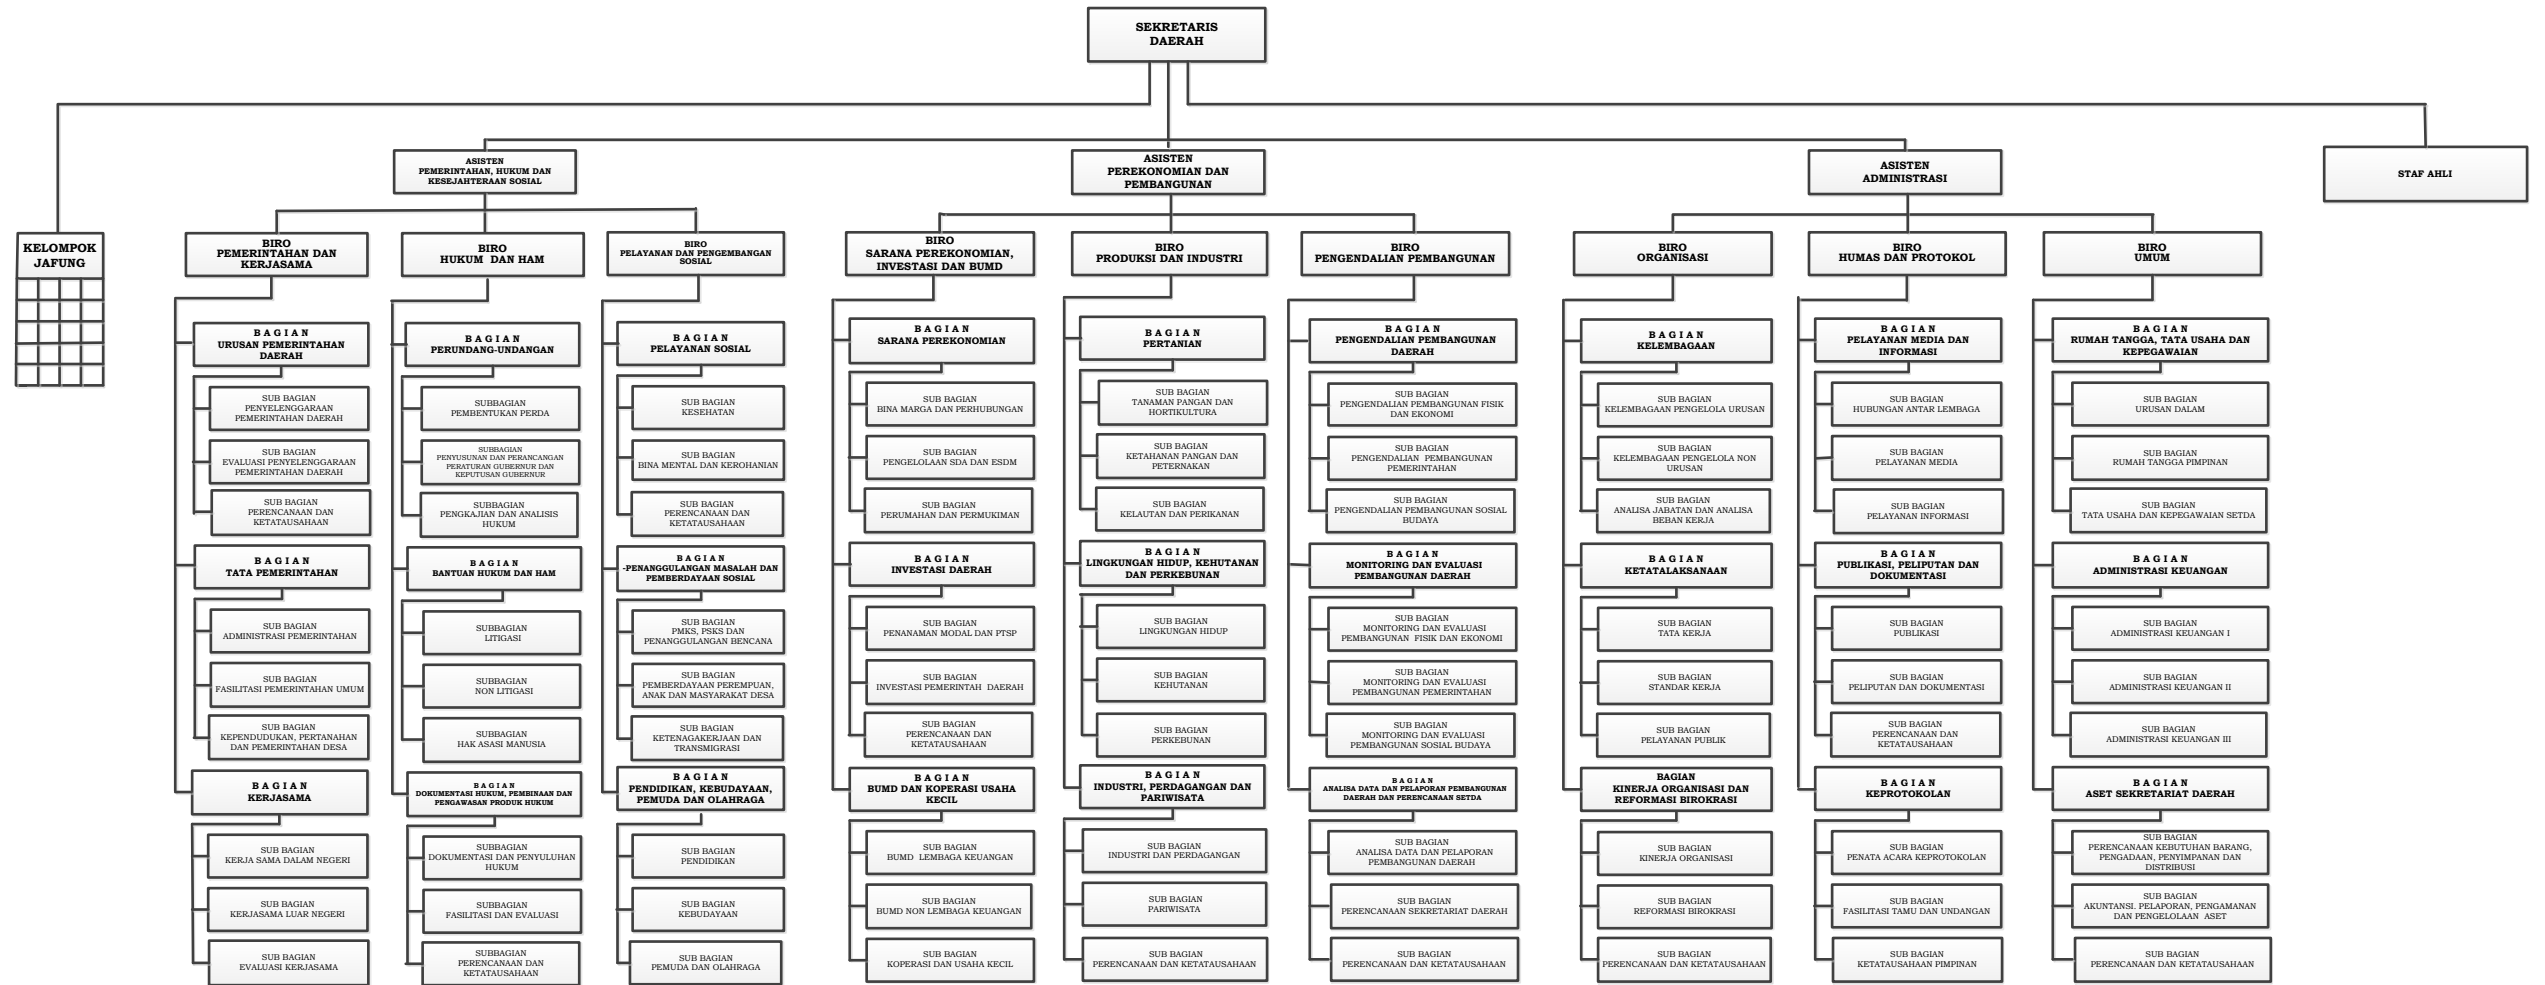 SEKRETARIS
DAERAH
ASISTEN
PEMERINTAHAN, HUKUM DAN
KESEJAHTERAAN SOSIAL
ASISTEN
PEREKONOMIAN DAN
PEMBANGUNAN
ASISTEN
ADMINISTRASI
STAF AHLI
KELOMPOK
JAFUNG
BIRO
PEMERINTAHAN DAN
KERJASAMA
BIRO
HUKUM DAN HAM
BIRO
PELAYANAN DAN PENGEMBANGAN
SOSIAL
BIRO
SARANA PEREKONOMIAN,
INVESTASI DAN BUMD
BIRO
PRODUKSI DAN INDUSTRI
BIRO
PENGENDALIAN PEMBANGUNAN
BIRO
ORGANISASI
BIRO
HUMAS DAN PROTOKOL
BIRO
UMUM
B A G I A N
URUSAN PEMERINTAHAN
DAERAH
SUB BAGIAN
PENYELENGGARAAN
PEMERINTAHAN DAERAH
SUB BAGIAN
EVALUASI PENYELENGGARAAN
PEMERINTAHAN DAERAH
SUB BAGIAN
PERENCANAAN DAN
KETATAUSAHAAN
B A G I A N
TATA PEMERINTAHAN
SUB BAGIAN
ADMINISTRASI PEMERINTAHAN
SUB BAGIAN
FASILITASI PEMERINTAHAN UMUM
SUB BAGIAN
KEPENDUDUKAN, PERTANAHAN
DAN PEMERINTAHAN DESA
B A G I A N
KERJASAMA
SUB BAGIAN
KERJA SAMA DALAM NEGERI
SUB BAGIAN
KERJASAMA LUAR NEGERI
SUB BAGIAN
EVALUASI KERJASAMA
B A G I A N
PERUNDANG-UNDANGAN
SUBBAGIAN
PEMBENTUKAN PERDA
SUBBAGIAN
PENYUSUNAN DAN PERANCANGAN
PERATURAN GUBERNUR DAN
KEPUTUSAN GUBERNUR
SUBBAGIAN
PENGKAJIAN DAN ANALISIS
HUKUM
B A G I A N
BANTUAN HUKUM DAN HAM
SUBBAGIAN
LITIGASI
SUBBAGIAN
NON LITIGASI
SUBBAGIAN
HAK ASASI MANUSIA
B A G I A N
DOKUMENTASI HUKUM, PEMBINAAN DAN
PENGAWASAN PRODUK HUKUM
SUBBAGIAN
DOKUMENTASI DAN PENYULUHAN
HUKUM
SUBBAGIAN
FASILITASI DAN EVALUASI
SUBBAGIAN
PERENCANAAN DAN
KETATAUSAHAAN
B A G I A N
PELAYANAN SOSIAL
SUB BAGIAN
KESEHATAN
SUB BAGIAN
BINA MENTAL DAN KEROHANIAN
SUB BAGIAN
PERENCANAAN DAN
KETATAUSAHAAN
B A G I A N
-PENANGGULANGAN MASALAH DAN
PEMBERDAYAAN SOSIAL
SUB BAGIAN
PMKS, PSKS DAN
PENANGGULANGAN BENCANA
SUB BAGIAN
PEMBERDAYAAN PEREMPUAN,
ANAK DAN MASYARAKAT DESA
SUB BAGIAN
KETENAGAKERJAAN DAN
TRANSMIGRASI
B A G I A N
PENDIDIKAN, KEBUDAYAAN,
PEMUDA DAN OLAHRAGA
SUB BAGIAN
PENDIDIKAN
SUB BAGIAN
KEBUDAYAAN
SUB BAGIAN
PEMUDA DAN OLAHRAGA
B A G I A N
SARANA PEREKONOMIAN
SUB BAGIAN
BINA MARGA DAN PERHUBUNGAN
SUB BAGIAN
PENGELOLAAN SDA DAN ESDM
SUB BAGIAN
PERUMAHAN DAN PERMUKIMAN
B A G I A N
INVESTASI DAERAH
SUB BAGIAN
PENANAMAN MODAL DAN PTSP
SUB BAGIAN
INVESTASI PEMERINTAH DAERAH
SUB BAGIAN
PERENCANAAN DAN
KETATAUSAHAAN
B A G I A N
BUMD DAN KOPERASI USAHA
KECIL
SUB BAGIAN
BUMD LEMBAGA KEUANGAN
SUB BAGIAN
BUMD NON LEMBAGA KEUANGAN
SUB BAGIAN
KOPERASI DAN USAHA KECIL
B A G I A N
PERTANIAN
SUB BAGIAN
TANAMAN PANGAN DAN
HORTIKULTURA
SUB BAGIAN
KETAHANAN PANGAN DAN
PETERNAKAN
SUB BAGIAN
KELAUTAN DAN PERIKANAN
B A G I A N
LINGKUNGAN HIDUP, KEHUTANAN
DAN PERKEBUNAN
SUB BAGIAN
LINGKUNGAN HIDUP
SUB BAGIAN
KEHUTANAN
SUB BAGIAN
PERKEBUNAN
B A G I A N
INDUSTRI, PERDAGANGAN DAN
PARIWISATA
SUB BAGIAN
INDUSTRI DAN PERDAGANGAN
SUB BAGIAN
PARIWISATA
SUB BAGIAN
PERENCANAAN DAN KETATAUSAHAAN
B A G I A N
PENGENDALIAN PEMBANGUNAN
DAERAH
SUB BAGIAN
PENGENDALIAN PEMBANGUNAN FISIK
DAN EKONOMI
SUB BAGIAN
PENGENDALIAN PEMBANGUNAN
PEMERINTAHAN
SUB BAGIAN
PENGENDALIAN PEMBANGUNAN SOSIAL
BUDAYA
B A G I A N
MONITORING DAN EVALUASI
PEMBANGUNAN DAERAH
SUB BAGIAN
MONITORING DAN EVALUASI
PEMBANGUNAN FISIK DAN EKONOMI
SUB BAGIAN
MONITORING DAN EVALUASI
PEMBANGUNAN PEMERINTAHAN
SUB BAGIAN
MONITORING DAN EVALUASI
PEMBANGUNAN SOSIAL BUDAYA
B A G I A N
ANALISA DATA DAN PELAPORAN PEMBANGUNAN
DAERAH DAN PERENCANAAN SETDA
SUB BAGIAN
ANALISA DATA DAN PELAPORAN
PEMBANGUNAN DAERAH
SUB BAGIAN
PERENCANAAN SEKRETARIAT DAERAH
SUB BAGIAN
PERENCANAAN DAN KETATAUSAHAAN
B A G I A N
KELEMBAGAAN
SUB BAGIAN
KELEMBAGAAN PENGELOLA URUSAN
SUB BAGIAN
KELEMBAGAAN PENGELOLA NON
URUSAN
SUB BAGIAN
ANALISA JABATAN DAN ANALISA
BEBAN KERJA
B A G I A N
KETATALAKSANAAN
SUB BAGIAN
TATA KERJA
SUB BAGIAN
STANDAR KERJA
SUB BAGIAN
PELAYANAN PUBLIK
BAGIAN
KINERJA ORGANISASI DAN
REFORMASI BIROKRASI
SUB BAGIAN
KINERJA ORGANISASI
SUB BAGIAN
REFORMASI BIROKRASI
SUB BAGIAN
PERENCANAAN DAN KETATAUSAHAAN
B A G I A N
PELAYANAN MEDIA DAN
INFORMASI
SUB BAGIAN
HUBUNGAN ANTAR LEMBAGA
SUB BAGIAN
PELAYANAN MEDIA
SUB BAGIAN
PELAYANAN INFORMASI
B A G I A N
PUBLIKASI, PELIPUTAN DAN
DOKUMENTASI
SUB BAGIAN
PUBLIKASI
SUB BAGIAN
PELIPUTAN DAN DOKUMENTASI
SUB BAGIAN
PERENCANAAN DAN
KETATAUSAHAAN
B A G I A N
KEPROTOKOLAN
SUB BAGIAN
PENATA ACARA KEPROTOKOLAN
SUB BAGIAN
FASILITASI TAMU DAN UNDANGAN
SUB BAGIAN
KETATAUSAHAAN PIMPINAN
B A G I A N
RUMAH TANGGA, TATA USAHA DAN
KEPEGAWAIAN
SUB BAGIAN
URUSAN DALAM
SUB BAGIAN
RUMAH TANGGA PIMPINAN
SUB BAGIAN
TATA USAHA DAN KEPEGAWAIAN SETDA
B A G I A N
ADMINISTRASI KEUANGAN
SUB BAGIAN
ADMINISTRASI KEUANGAN I
SUB BAGIAN
ADMINISTRASI KEUANGAN II
SUB BAGIAN
ADMINISTRASI KEUANGAN III
B A G I A N
ASET SEKRETARIAT DAERAH
SUB BAGIAN
PERENCANAAN KEBUTUHAN BARANG,
PENGADAAN, PENYIMPANAN DAN
DISTRIBUSI
SUB BAGIAN
AKUNTANSI. PELAPORAN, PENGAMANAN
DAN PENGELOLAAN ASET
SUB BAGIAN
PERENCANAAN DAN KETATAUSAHAAN